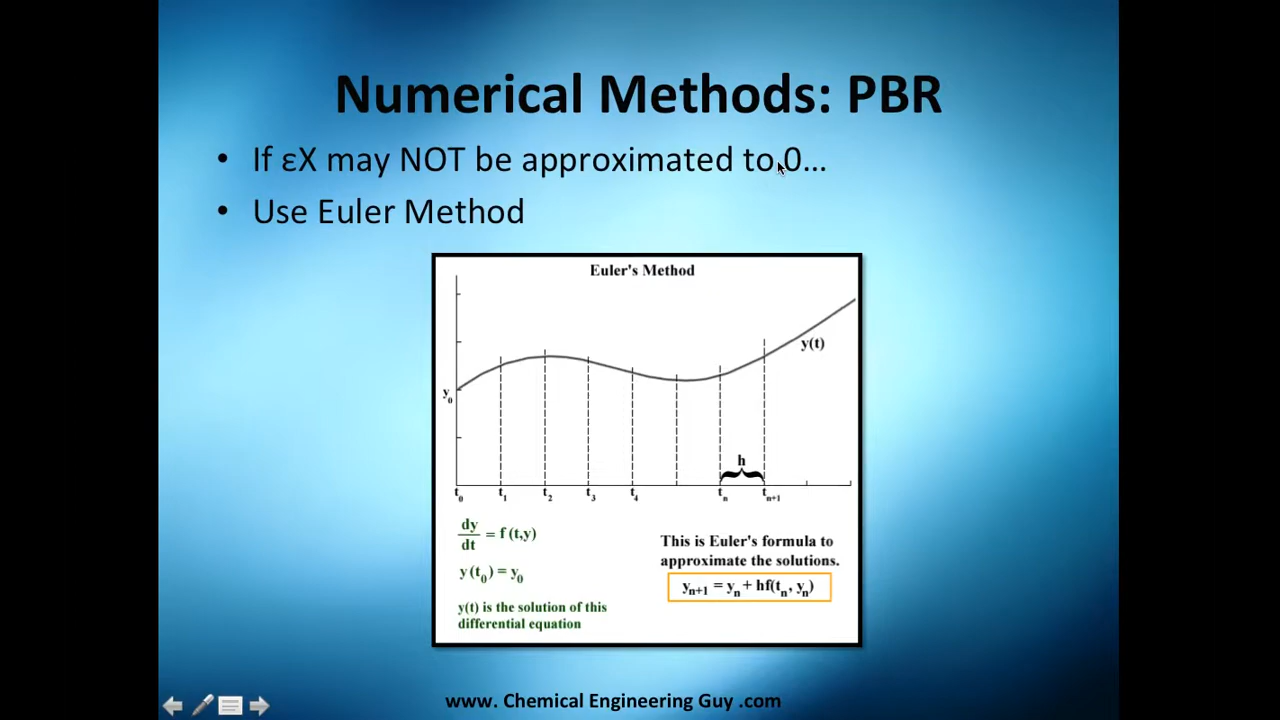 Numerical Methods: PBR
• If εX may NOT be approximated to 0...
• Use Euler Method
Euler's Method
y(t)
y₀
h
t₀ t₁ t₂ t₃ t₄ tₙ tₙ₊₁
dy/dt = f(t,y)
y(t₀) = y₀
y(t) is the solution of this
differential equation
This is Euler's formula to
approximate the solutions.
yₙ₊₁ = yₙ + hf(tₙ, yₙ)
www. Chemical Engineering Guy .com